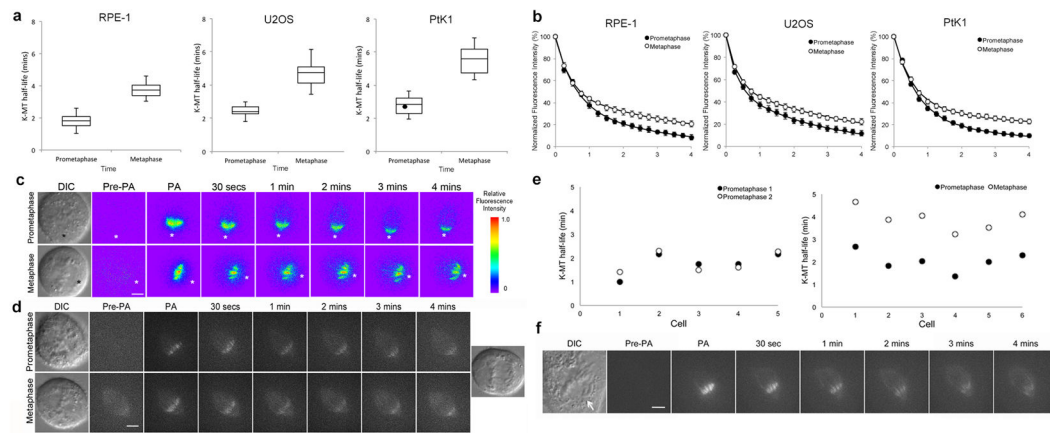 a
RPE-1
U2OS
PtK1
K-MT half-life (mins)
8
6
4
2
0
Prometaphase
Metaphase
Time
K-MT half-life (mins)
8
6
4
2
0
Prometaphase
Metaphase
Time
K-MT half-life (mins)
8
6
4
2
0
Prometaphase
Metaphase
Time
b
RPE-1
U2OS
PtK1
Normalized Fluorescence Intensity (%)
100
80
60
40
20
0
0 1 2 3 4
Prometaphase
Metaphase
Normalized Fluorescence Intensity (%)
100
80
60
40
20
0
0 1 2 3 4
Prometaphase
Metaphase
Normalized Fluorescence Intensity (%)
100
80
60
40
20
0
0 1 2 3 4
Prometaphase
Metaphase
c
DIC Pre-PA PA 30 secs 1 min 2 mins 3 mins 4 mins
Prometaphase
Metaphase
Relative
Fluorescence
Intensity
1.0
0
d
DIC Pre-PA PA 30 secs 1 min 2 mins 3 mins 4 mins
Prometaphase
Metaphase
e
K-MT half-life (min)
5
4
3
2
1
0
0 1 2 3 4 5
Cell
Prometaphase 1
Prometaphase 2
K-MT half-life (min)
5
4
3
2
1
0
0 1 2 3 4 5 6
Cell
Prometaphase
Metaphase
f
DIC Pre-PA PA 30 sec 1 min 2 mins 3 mins 4 mins